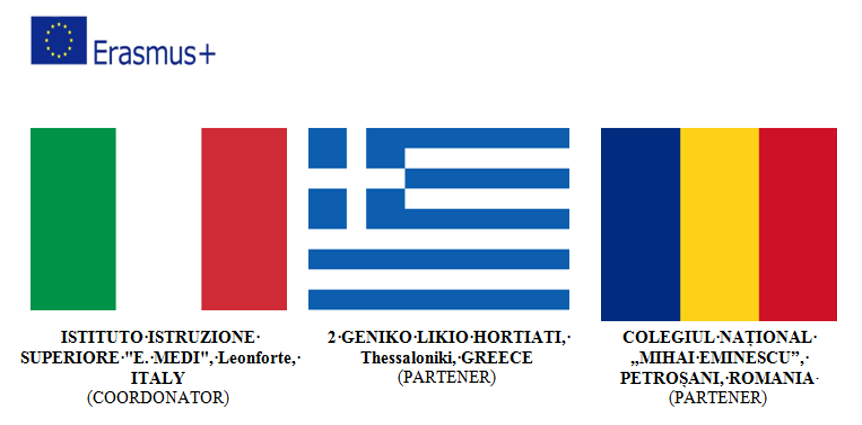 Erasmus+
ISTITUTO·ISTRUZIONE·
SUPERIORE·"E.·MEDI",·Leonforte,·
ITALY
(COORDONATOR)
2·GENIKO·LIKIO·HORTIATI,·
Thessaloniki,·GREECE
(PARTENER)
COLEGIUL·NAȚIONAL·
„MIHAI·EMINESCU”,·
PETROȘANI,·ROMANIA·
(PARTENER)